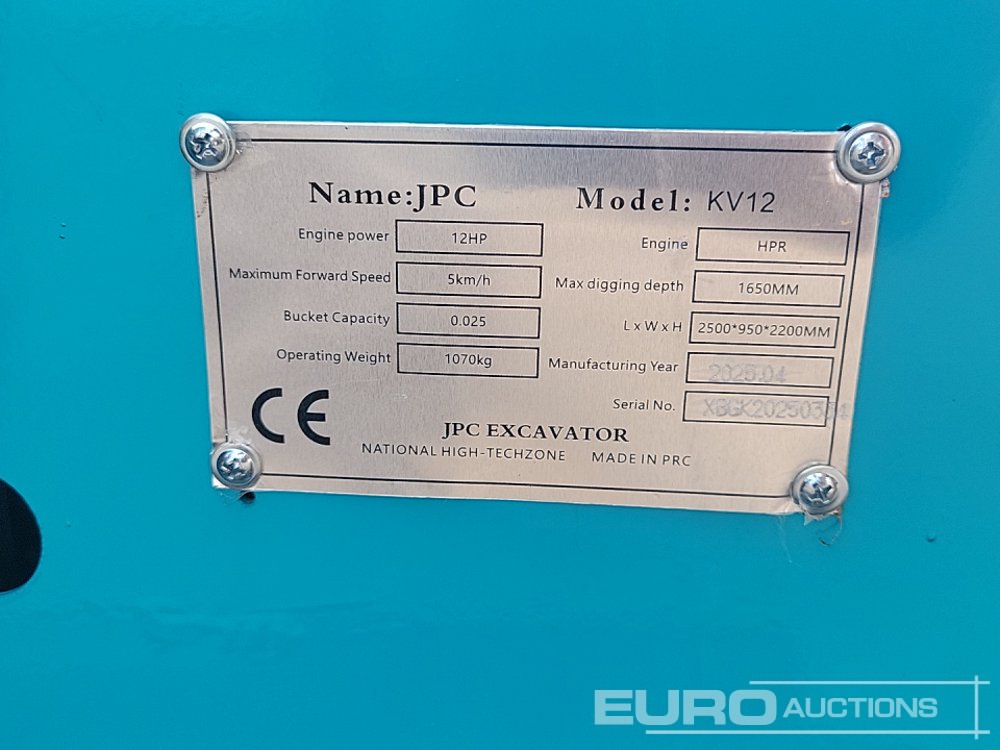 Name:JPC Model: KV12
Engine power 12HP Engine HPR
Maximum Forward Speed 5km/h Max digging depth 1650MM
Bucket Capacity 0.025 LxWxH 2500*950*2200MM
Operating Weight 1070kg Manufacturing Year 2025.04
Serial No.
CE
JPC EXCAVATOR
NATIONAL HIGH-TECHZONE MADE IN PRC
EURO AUCTIONS